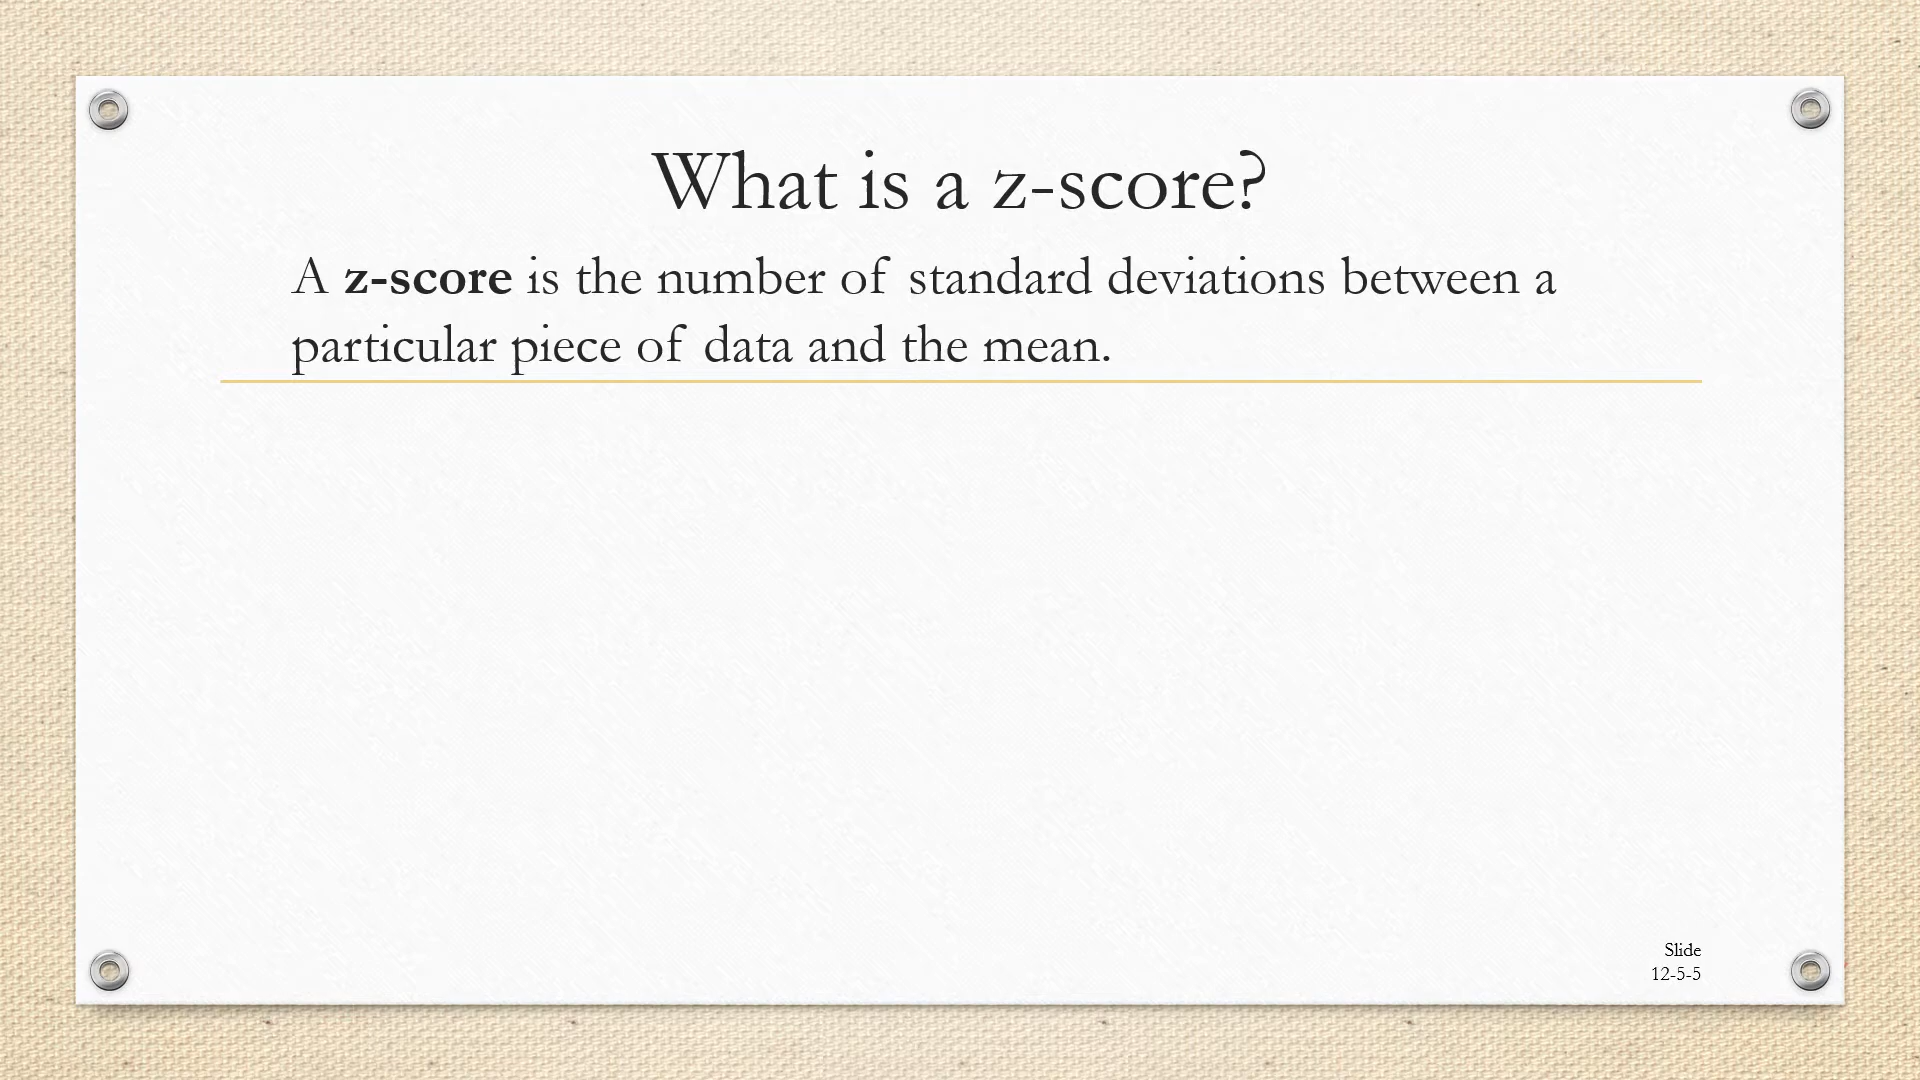 What is a z-score?
A z-score is the number of standard deviations between a
particular piece of data and the mean.
Slide
12-5-5